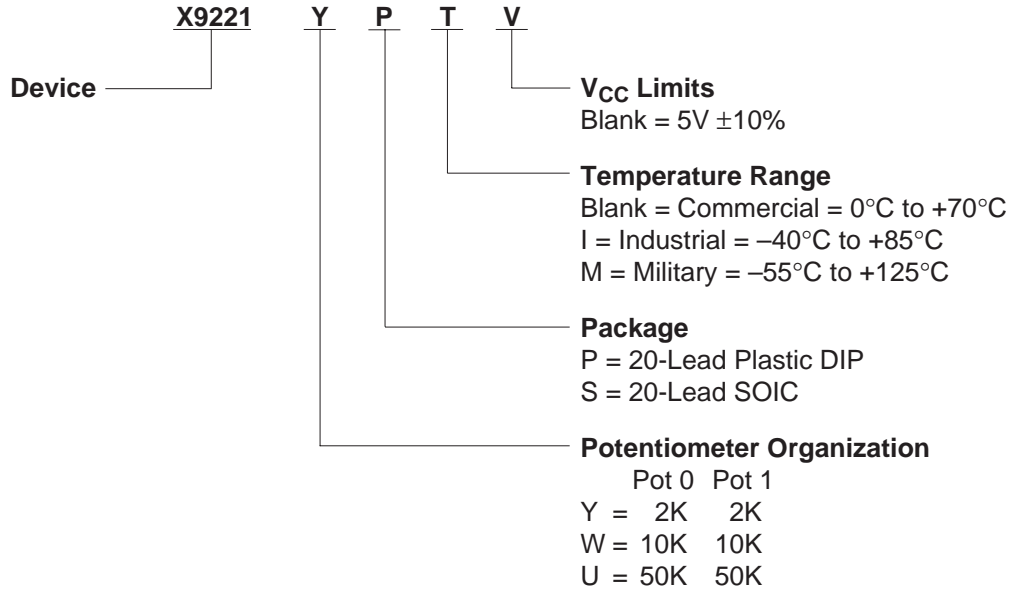 X9221 Y P T V
Device
VCC Limits
Blank = 5V ±10%
Temperature Range
Blank = Commercial = 0°C to +70°C
I = Industrial = –40°C to +85°C
M = Military = –55°C to +125°C
Package
P = 20-Lead Plastic DIP
S = 20-Lead SOIC
Potentiometer Organization
Pot 0 Pot 1
Y = 2K 2K
W = 10K 10K
U = 50K 50K